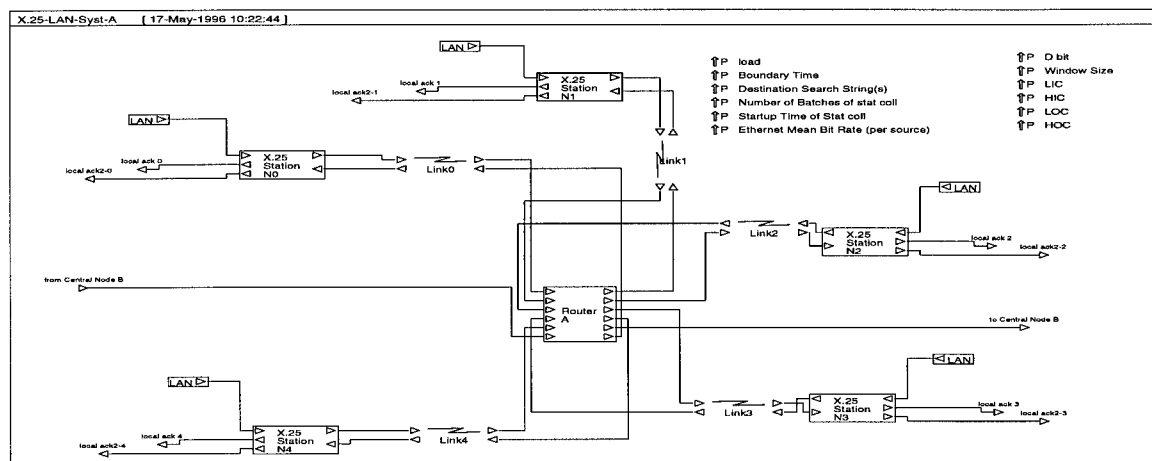 X.25-LAN-Syst-A [ 17-May-1996 10:22:44 ]
LAN
local ack 1
local ack2-1
X.25
Station
N1
P load
P Boundary Time
P Destination Search String(s)
P Number of Batches of stat coll
P Startup Time of Stat coll
P Ethernet Mean Bit Rate (per source)
P D bit
P Window Size
P LIC
P HIC
P LOC
P HOC
LAN
local ack 0
local ack2-0
X.25
Station
N0
Link0
Link1
LAN
Link2
X.25
Station
N2
local ack 2
local ack2-2
from Central Node B
Router
A
to Central Node B
LAN
LAN
Link3
X.25
Station
N3
local ack 3
local ack2-3
local ack 4
local ack2-4
X.25
Station
N4
Link4